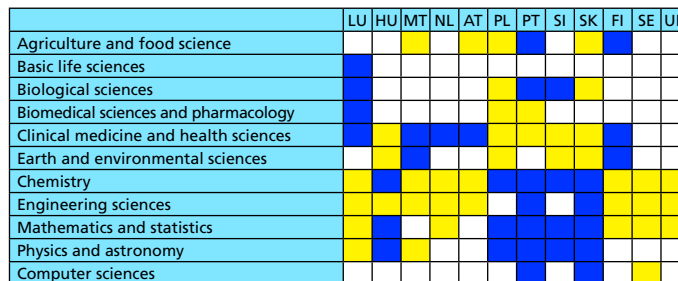 LU HU MT NL AT PL PT SI SK FI SE
Agriculture and food science
Basic life sciences
Biological sciences
Biomedical sciences and pharmacology
Clinical medicine and health sciences
Earth and environmental sciences
Chemistry
Engineering sciences
Mathematics and statistics
Physics and astronomy
Computer sciences